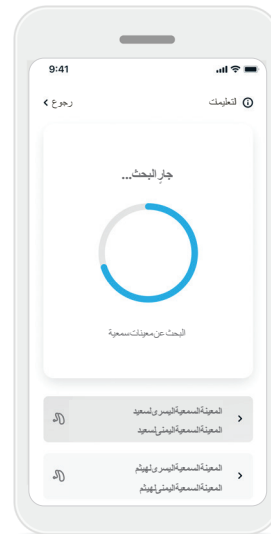 9:41
لتعليمات
رجوع
جارٍ البحث...
البحث عن معينات سمعية
المعينة السمعية اليسرى لسعيد
المعينة السمعية اليمنى لسعيد
المعينة السمعية اليسرى لهيثم
المعينة السمعية اليمنى لهيثم